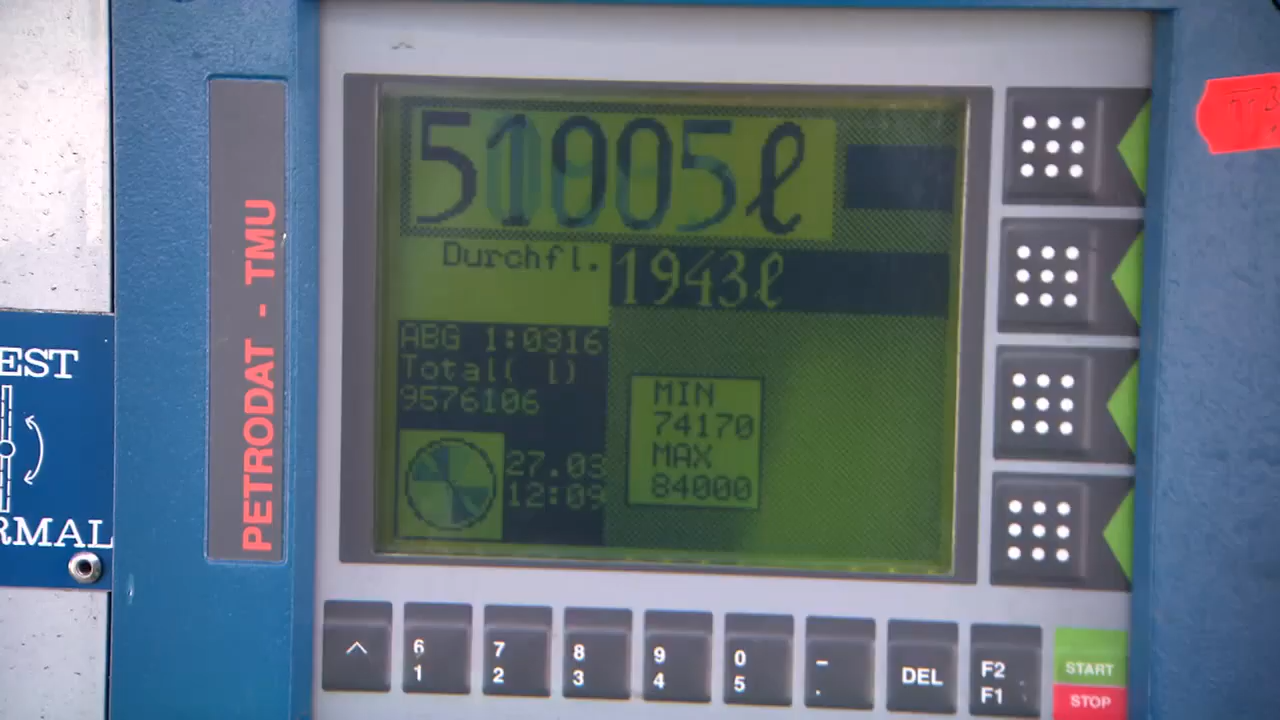 51005ℓ
Durchfl. 1943ℓ
ABG 1:0316
Total( l)
9576106
MIN
74170
MAX
84000
27.03
12:09
PETRODAT - TMU
EST
RMAL
^
6 1
7 2
8 3
9 4
0 5
- .
DEL
F2 F1
START
STOP